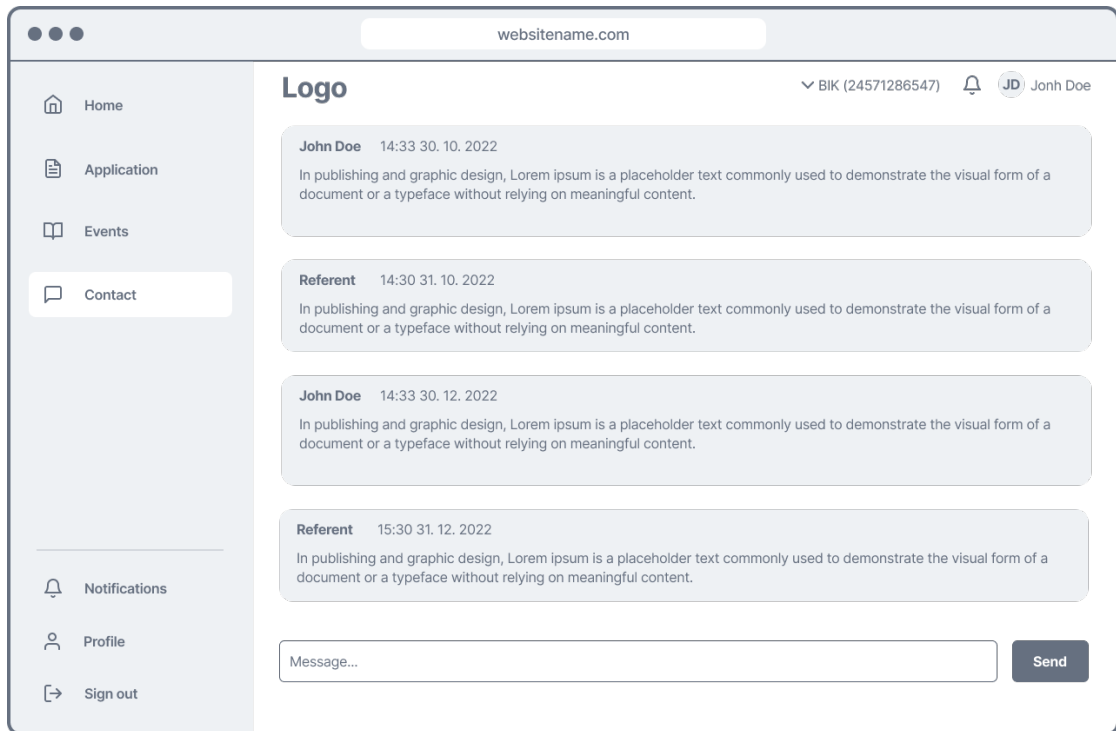 websitename.com
Home
Application
Events
Contact
Notifications
Profile
Sign out
Logo
BIK (24571286547)
JD
Jonh Doe
John Doe 14:33 30. 10. 2022
In publishing and graphic design, Lorem ipsum is a placeholder text commonly used to demonstrate the visual form of a
document or a typeface without relying on meaningful content.
Referent 14:30 31. 10. 2022
In publishing and graphic design, Lorem ipsum is a placeholder text commonly used to demonstrate the visual form of a
document or a typeface without relying on meaningful content.
John Doe 14:33 30. 12. 2022
In publishing and graphic design, Lorem ipsum is a placeholder text commonly used to demonstrate the visual form of a
document or a typeface without relying on meaningful content.
Referent 15:30 31. 12. 2022
In publishing and graphic design, Lorem ipsum is a placeholder text commonly used to demonstrate the visual form of a
document or a typeface without relying on meaningful content.
Message...
Send